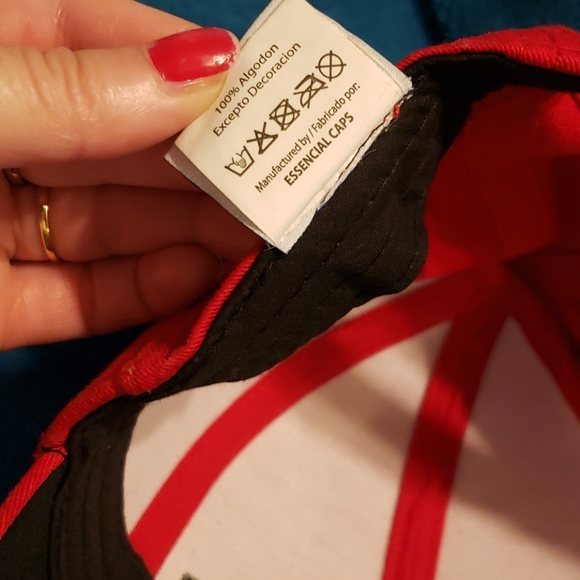 100% Algodon
Excepto Decoracion
Manufactured by / Fabricado por:
ESSENCIAL CAPS